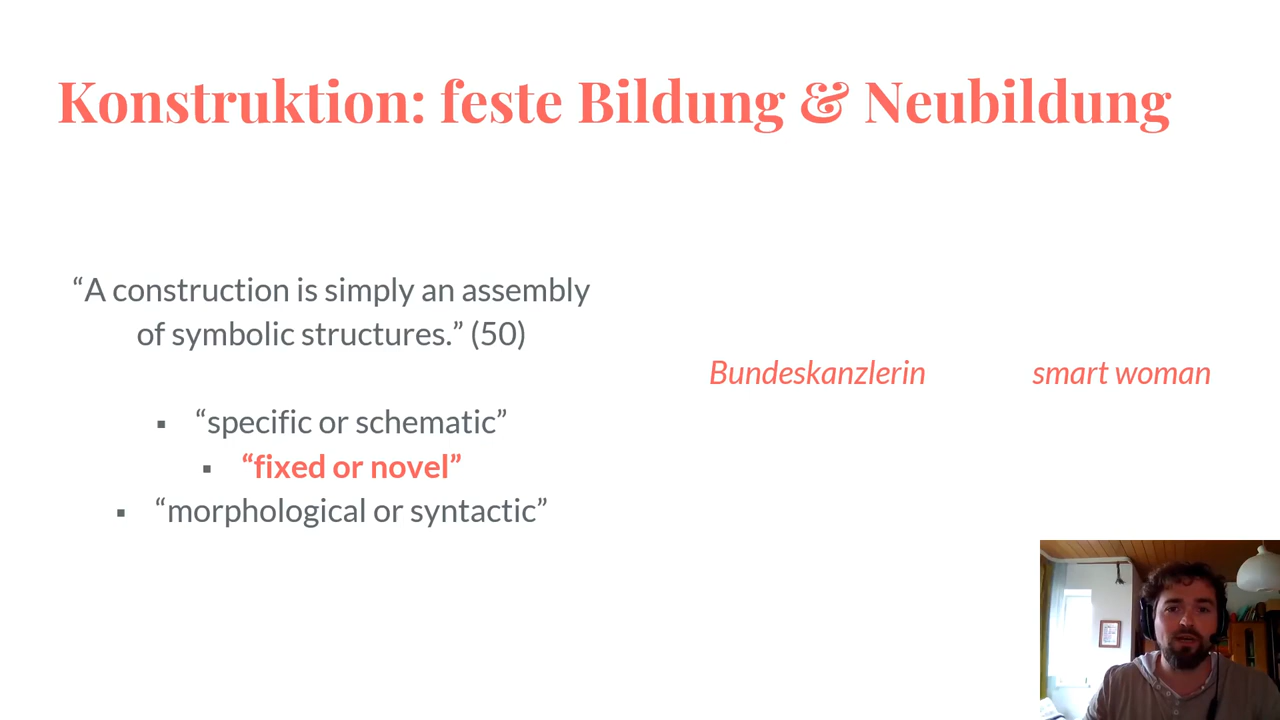 Konstruktion: feste Bildung & Neubildung
“A construction is simply an assembly
of symbolic structures.” (50)
▪ “specific or schematic”
▪ “fixed or novel”
▪ “morphological or syntactic”
Bundeskanzlerin
smart woman